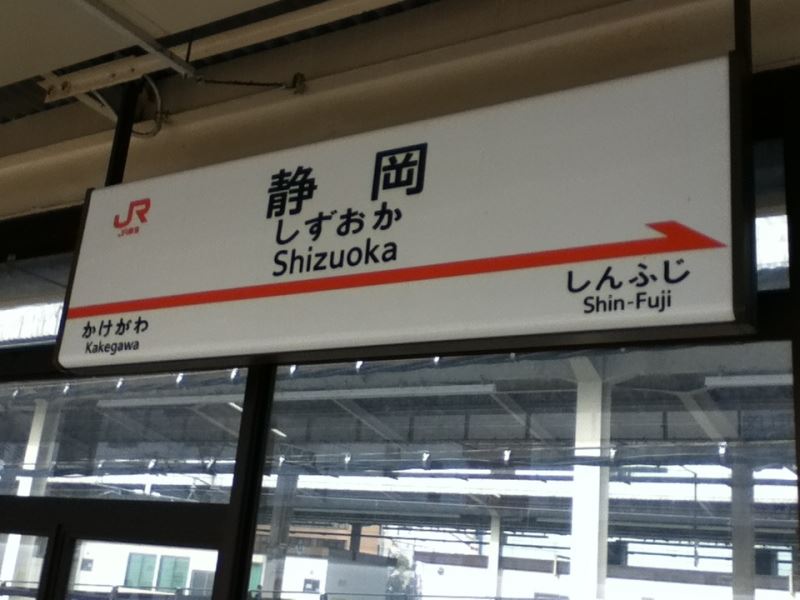 JR
静岡
しずおか
Shizuoka
かけがわ
Kakegawa
しんふじ
Shin-Fuji